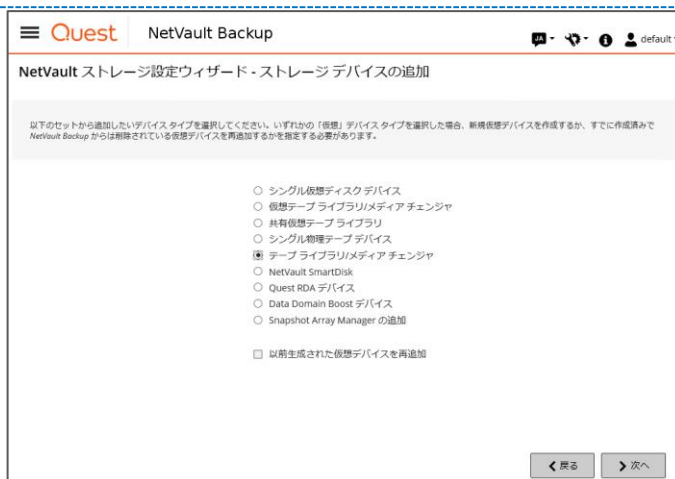 Quest NetVault Backup JA default
NetVault ストレージ設定ウィザード - ストレージ デバイスの追加
以下のセットから追加したいデバイス タイプを選択してください。いずれかの「仮想」デバイス タイプを選択した場合、新規仮想デバイスを作成するか、すでに作成済みで
NetVault Backup からは削除されている仮想デバイスを再追加するかを指定する必要があります。
シングル仮想ディスク デバイス
仮想テープ ライブラリ/メディア チェンジャ
共有仮想テープ ライブラリ
シングル物理テープ デバイス
テープ ライブラリ/メディア チェンジャ
NetVault SmartDisk
Quest RDA デバイス
Data Domain Boost デバイス
Snapshot Array Manager の追加
以前生成された仮想デバイスを再追加
戻る 次へ